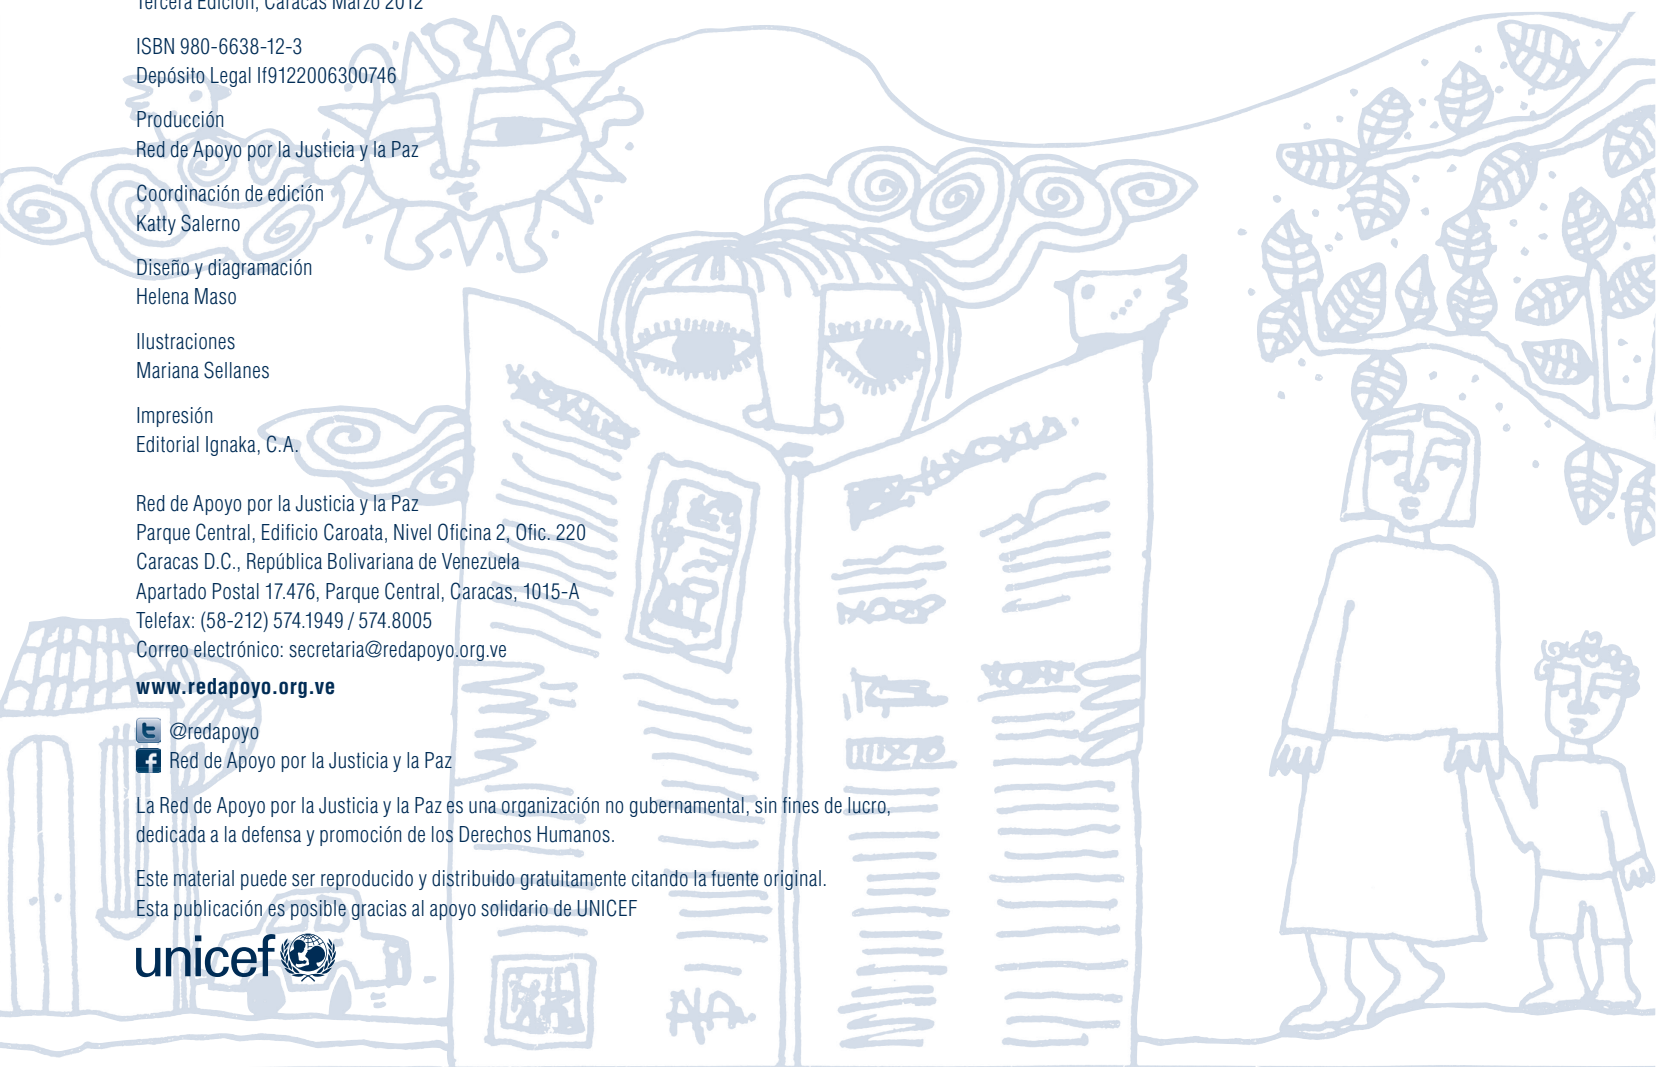 Tercera Edición, Caracas Marzo 2012
ISBN 980-6638-12-3
Depósito Legal lf9122006300746
Producción
Red de Apoyo por la Justicia y la Paz
Coordinación de edición
Katty Salerno
Diseño y diagramación
Helena Maso
Ilustraciones
Mariana Sellanes
Impresión
Editorial Ignaka, C.A.
Red de Apoyo por la Justicia y la Paz
Parque Central, Edificio Caroata, Nivel Oficina 2, Ofic. 220
Caracas D.C., República Bolivariana de Venezuela
Apartado Postal 17.476, Parque Central, Caracas, 1015-A
Telefax: (58-212) 574.1949 / 574.8005
Correo electrónico: secretaria@redapoyo.org.ve
www.redapoyo.org.ve
@redapoyo
Red de Apoyo por la Justicia y la Paz
La Red de Apoyo por la Justicia y la Paz es una organización no gubernamental, sin fines de lucro,
dedicada a la defensa y promoción de los Derechos Humanos.
Este material puede ser reproducido y distribuido gratuitamente citando la fuente original.
Esta publicación es posible gracias al apoyo solidario de UNICEF
unicef